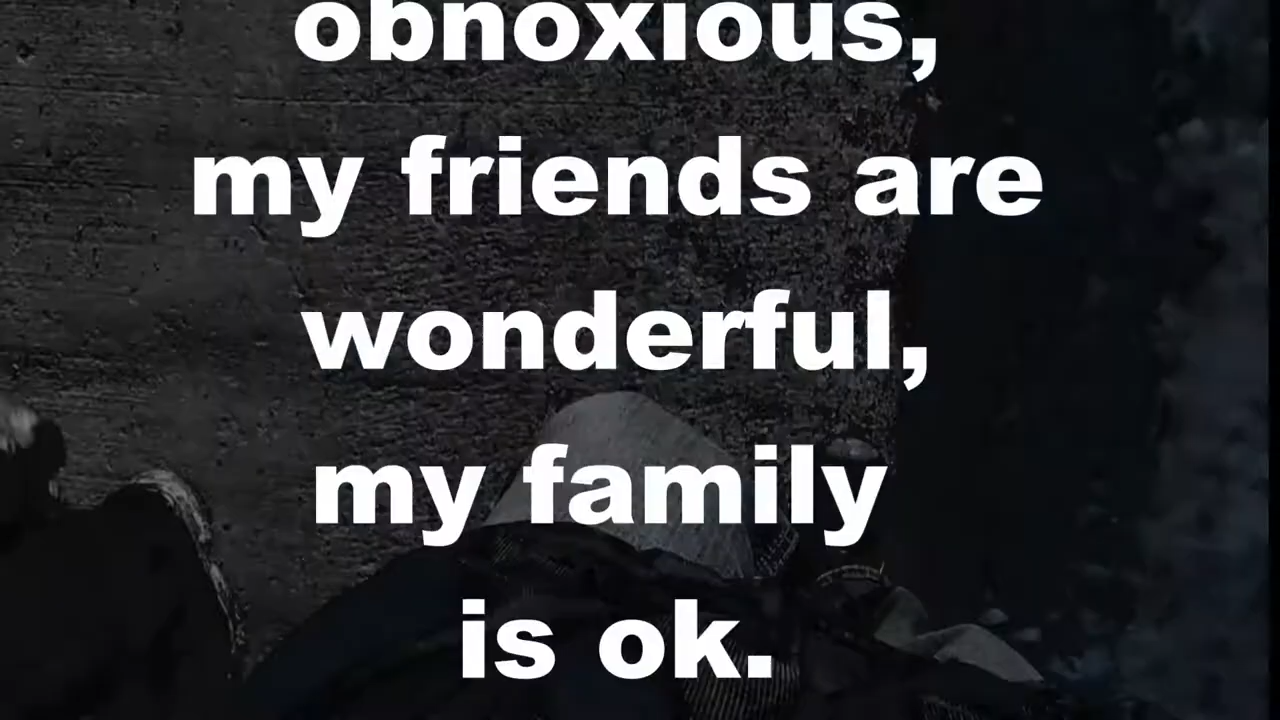 obnoxious,
my friends are
wonderful,
my family
is ok.